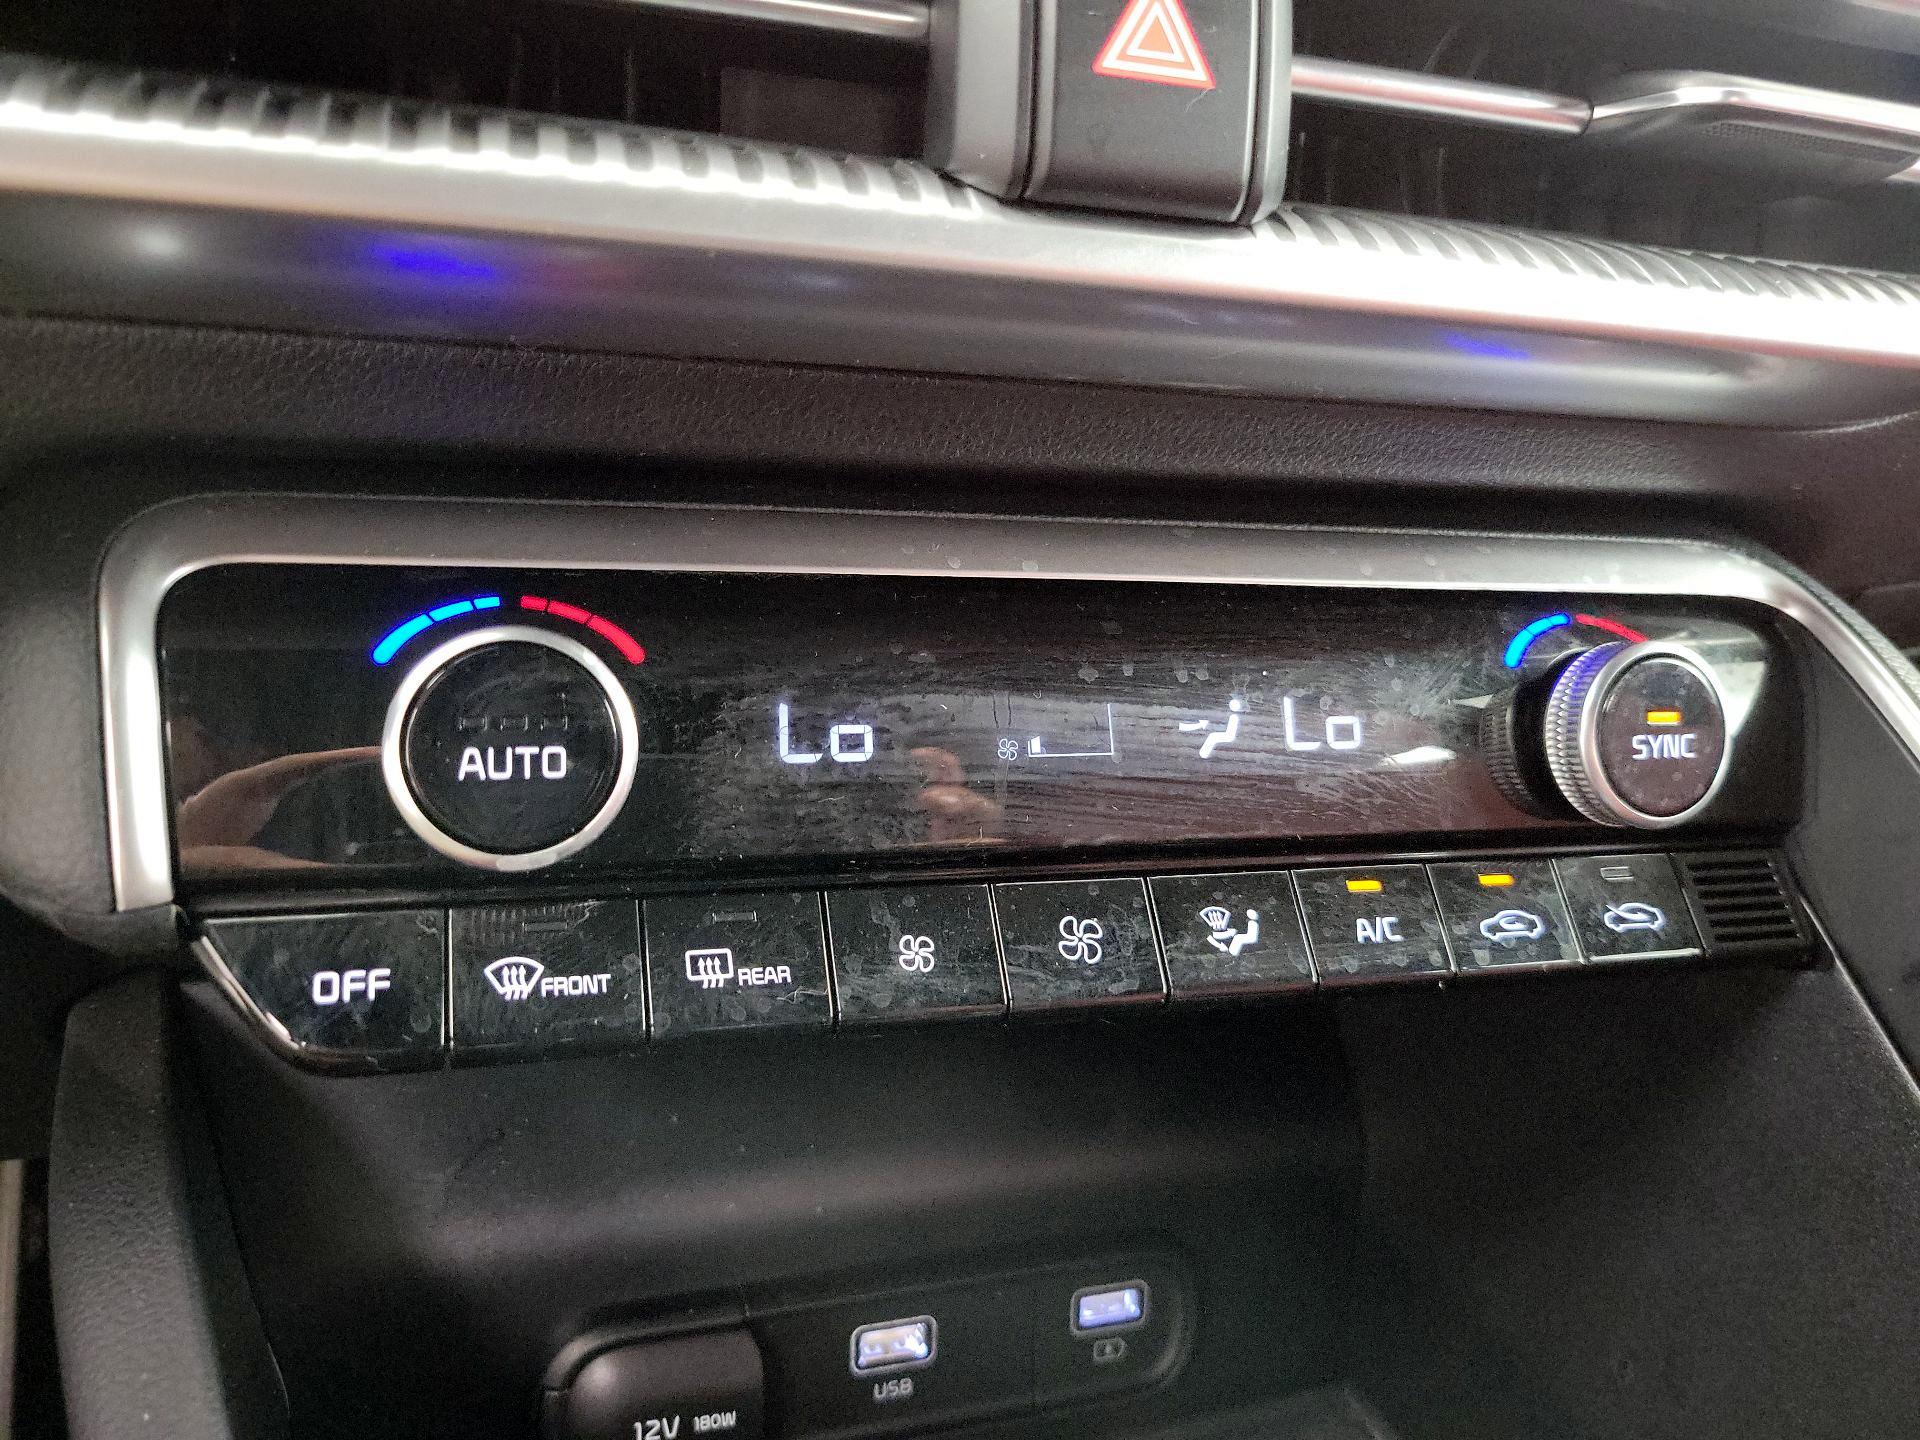 AUTO
Lo
Lo
SYNC
OFF
FRONT
REAR
A/C
USB
12V 180W